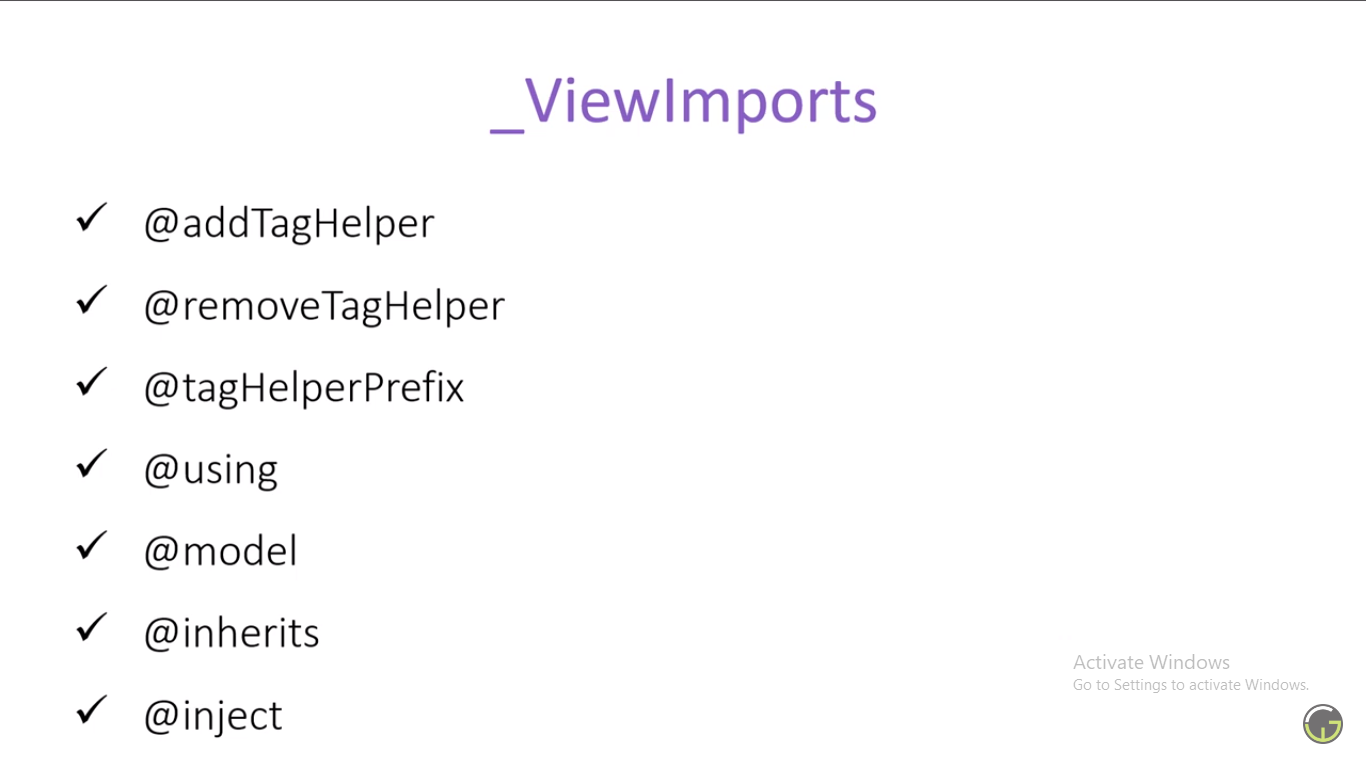 _ViewImports
@addTagHelper
@removeTagHelper
@tagHelperPrefix
@using
@model
@inherits
@inject
Activate Windows
Go to Settings to activate Windows.